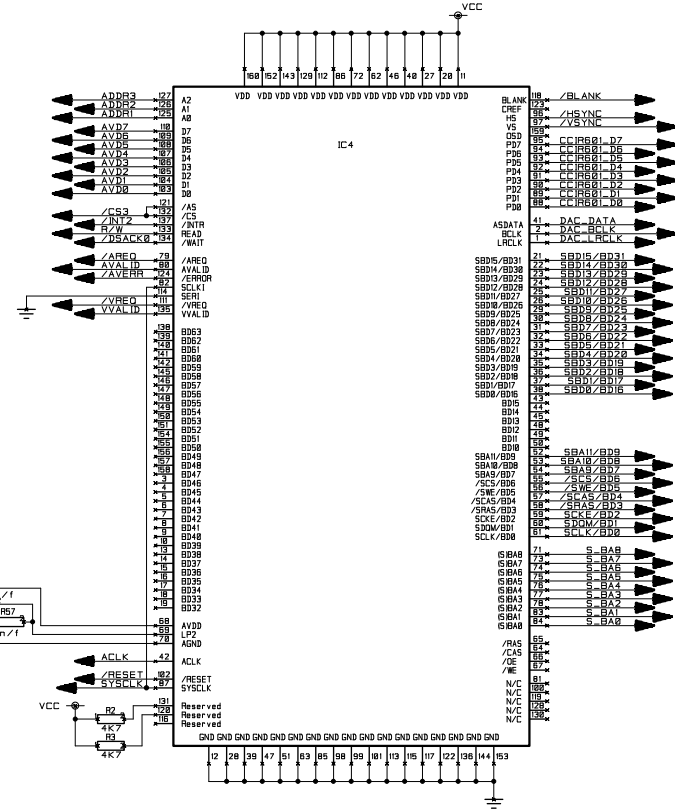 VCC
160 152 143 129 112 86 72 62 46 40 27 20 11
VDD VDD VDD VDD VDD VDD VDD VDD VDD VDD VDD VDD VDD
IC4
ADDR3 127 A2
ADDR2 126 A1
ADDR1 125 A0
AVD7 110 D7
AVD6 109 D6
AVD5 108 D5
AVD4 107 D4
AVD3 106 D3
AVD2 105 D2
AVD1 104 D1
AVD0 103 D0
121 /AS
/CS3 132 /CS
/INT2 137 /INTR
R/W 133 READ
/DSACK0 134 /WAIT
/AREQ 79 /AREQ
AVALID 80 AVALID
/AVERR 124 /ERROR
82 SCLKI
114 SER1
/VREQ 111 /VREQ
VVALID 135 VVALID
138 BD63
139 BD62
140 BD61
141 BD60
142 BD59
145 BD58
146 BD57
147 BD56
148 BD55
149 BD54
150 BD53
151 BD52
154 BD51
155 BD50
156 BD49
157 BD48
158 BD47
3 BD46
4 BD45
5 BD44
6 BD43
7 BD42
8 BD41
9 BD40
10 BD39
13 BD38
14 BD37
15 BD36
16 BD35
17 BD34
18 BD33
19 BD32
/f
R57
n/f
68 AVDD
69 LP2
70 AGND
ACLK 42 ACLK
/RESET 102 /RESET
SYSCLK 87 SYSCLK
VCC
131 Reserved
120 Reserved
116 Reserved
R2
4K7
R3
4K7
BLANK 118 /BLANK
CREF 123
HS 96 /HSYNC
VS 97 /VSYNC
OSD 159
PD7 95 CCIR601_D7
PD6 94 CCIR601_D6
PD5 93 CCIR601_D5
PD4 92 CCIR601_D4
PD3 91 CCIR601_D3
PD2 90 CCIR601_D2
PD1 89 CCIR601_D1
PD0 88 CCIR601_D0
ASDATA 41 DAC_DATA
BCLK 2 DAC_BCLK
LRCLK 1 DAC_LRCLK
SBD15/BD31 21 SBD15/BD31
SBD14/BD30 22 SBD14/BD30
SBD13/BD29 23 SBD13/BD29
SBD12/BD28 24 SBD12/BD28
SBD11/BD27 25 SBD11/BD27
SBD10/BD26 26 SBD10/BD26
SBD9/BD25 29 SBD9/BD25
SBD8/BD24 30 SBD8/BD24
SBD7/BD23 31 SBD7/BD23
SBD6/BD22 32 SBD6/BD22
SBD5/BD21 33 SBD5/BD21
SBD4/BD20 34 SBD4/BD20
SBD3/BD19 35 SBD3/BD19
SBD2/BD18 36 SBD2/BD18
SBD1/BD17 37 SBD1/BD17
SBD0/BD16 38 SBD0/BD16
BD15 43
BD14 44
BD13 45
BD12 48
BD11 49
BD10 50
SBA11/BD9 52 SBA11/BD9
SBA10/BD8 53 SBA10/BD8
SBA9/BD7 54 SBA9/BD7
/SCS/BD6 55 /SCS/BD6
/SWE/BD5 56 /SWE/BD5
/SCAS/BD4 57 /SCAS/BD4
/SRAS/BD3 58 /SRAS/BD3
SCKE/BD2 59 SCKE/BD2
SDQM/BD1 60 SDQM/BD1
SCLK/BD0 61 SCLK/BD0
(S)BA8 71 S_BA8
(S)BA7 73 S_BA7
(S)BA6 74 S_BA6
(S)BA5 75 S_BA5
(S)BA4 76 S_BA4
(S)BA3 77 S_BA3
(S)BA2 78 S_BA2
(S)BA1 83 S_BA1
(S)BA0 84 S_BA0
/RAS 65
/CAS 64
/OE 66
/WE 67
N/C 81
N/C 100
N/C 119
N/C 128
N/C 130
GND GND GND GND GND GND GND GND GND GND GND GND GND GND GND GND GND
12 28 39 47 51 63 85 98 99 101 113 115 117 122 136 144 153